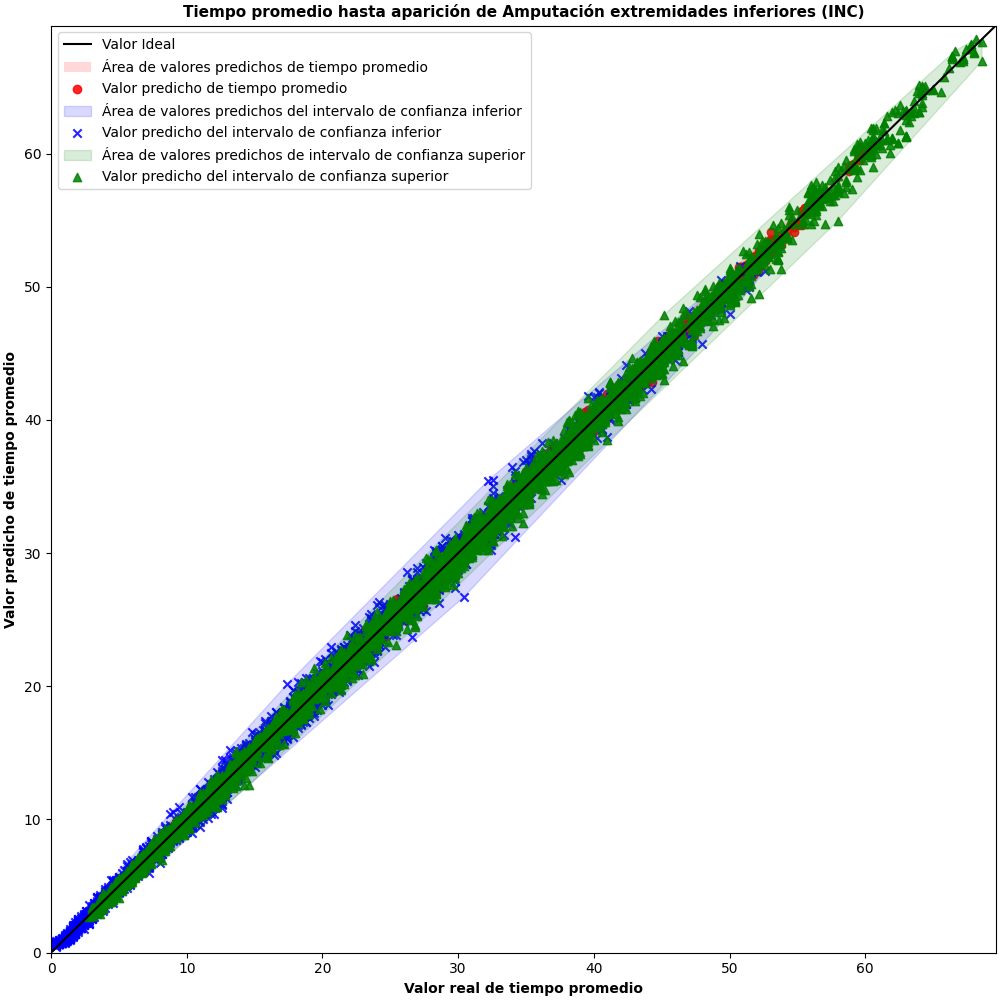 Tiempo promedio hasta aparición de Amputación extremidades inferiores (INC)
Valor Ideal
Área de valores predichos de tiempo promedio
Valor predicho de tiempo promedio
Área de valores predichos del intervalo de confianza inferior
Valor predicho del intervalo de confianza inferior
Área de valores predichos de intervalo de confianza superior
Valor predicho del intervalo de confianza superior
Valor predicho de tiempo promedio
60
50
40
30
20
10
0
0 10 20 30 40 50 60
Valor real de tiempo promedio